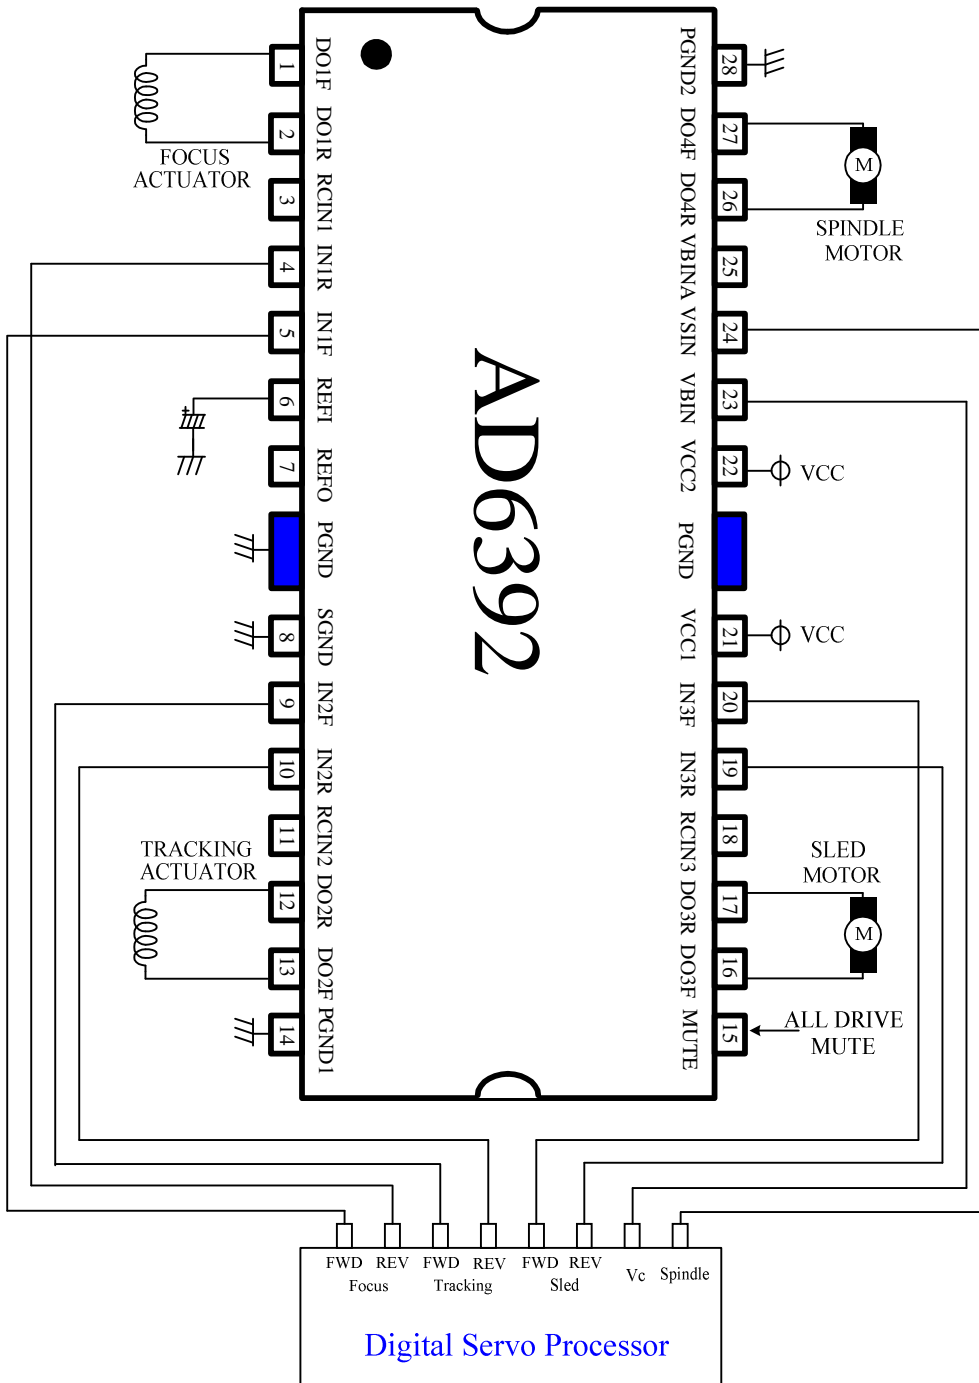 1
DO1F
2
DO1R
FOCUS
ACTUATOR
3
RCIN1
4
IN1R
5
IN1F
6
REFI
+
7
REFO
PGND
8
SGND
9
IN2F
10
IN2R
11
RCIN2
TRACKING
ACTUATOR
12
DO2R
13
DO2F
14
PGND1
AD6392
PGND2
28
DO4F
27
M
DO4R
26
SPINDLE
MOTOR
VBINA
25
VSIN
24
VBIN
23
VCC2
22
VCC
PGND
VCC1
21
VCC
IN3F
20
IN3R
19
RCIN3
18
SLED
MOTOR
DO3R
17
M
DO3F
16
MUTE
15
ALL DRIVE
MUTE
FWD REV FWD REV FWD REV
Focus Tracking Sled Vc Spindle
Digital Servo Processor